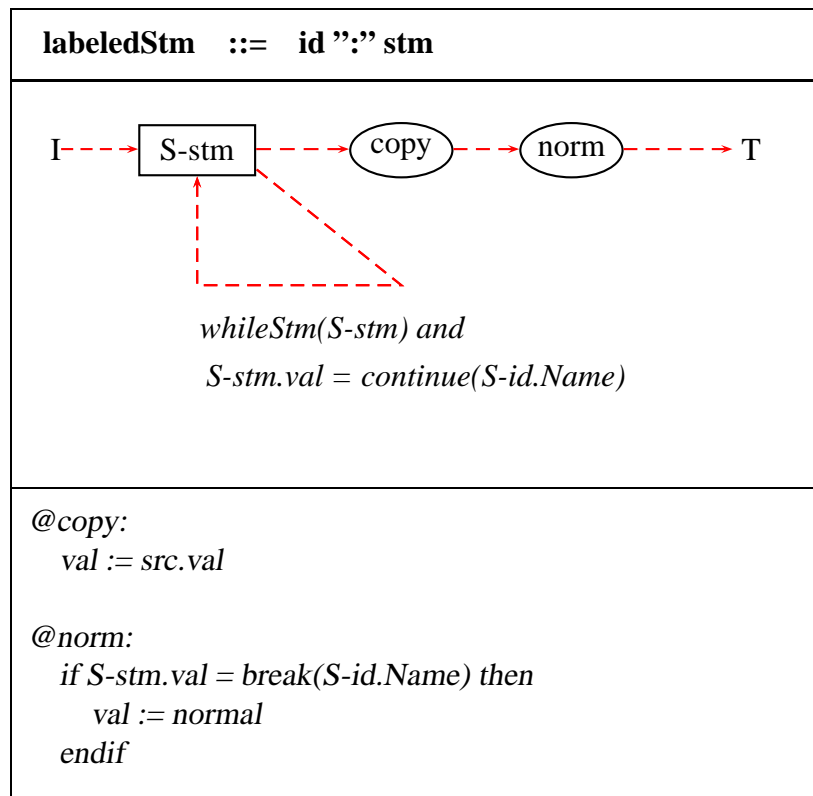 labeledStm ::= id ”:” stm
I S-stm copy norm T
whileStm(S-stm) and
S-stm.val = continue(S-id.Name)
@copy:
val := src.val
@norm:
if S-stm.val = break(S-id.Name) then
val := normal
endif